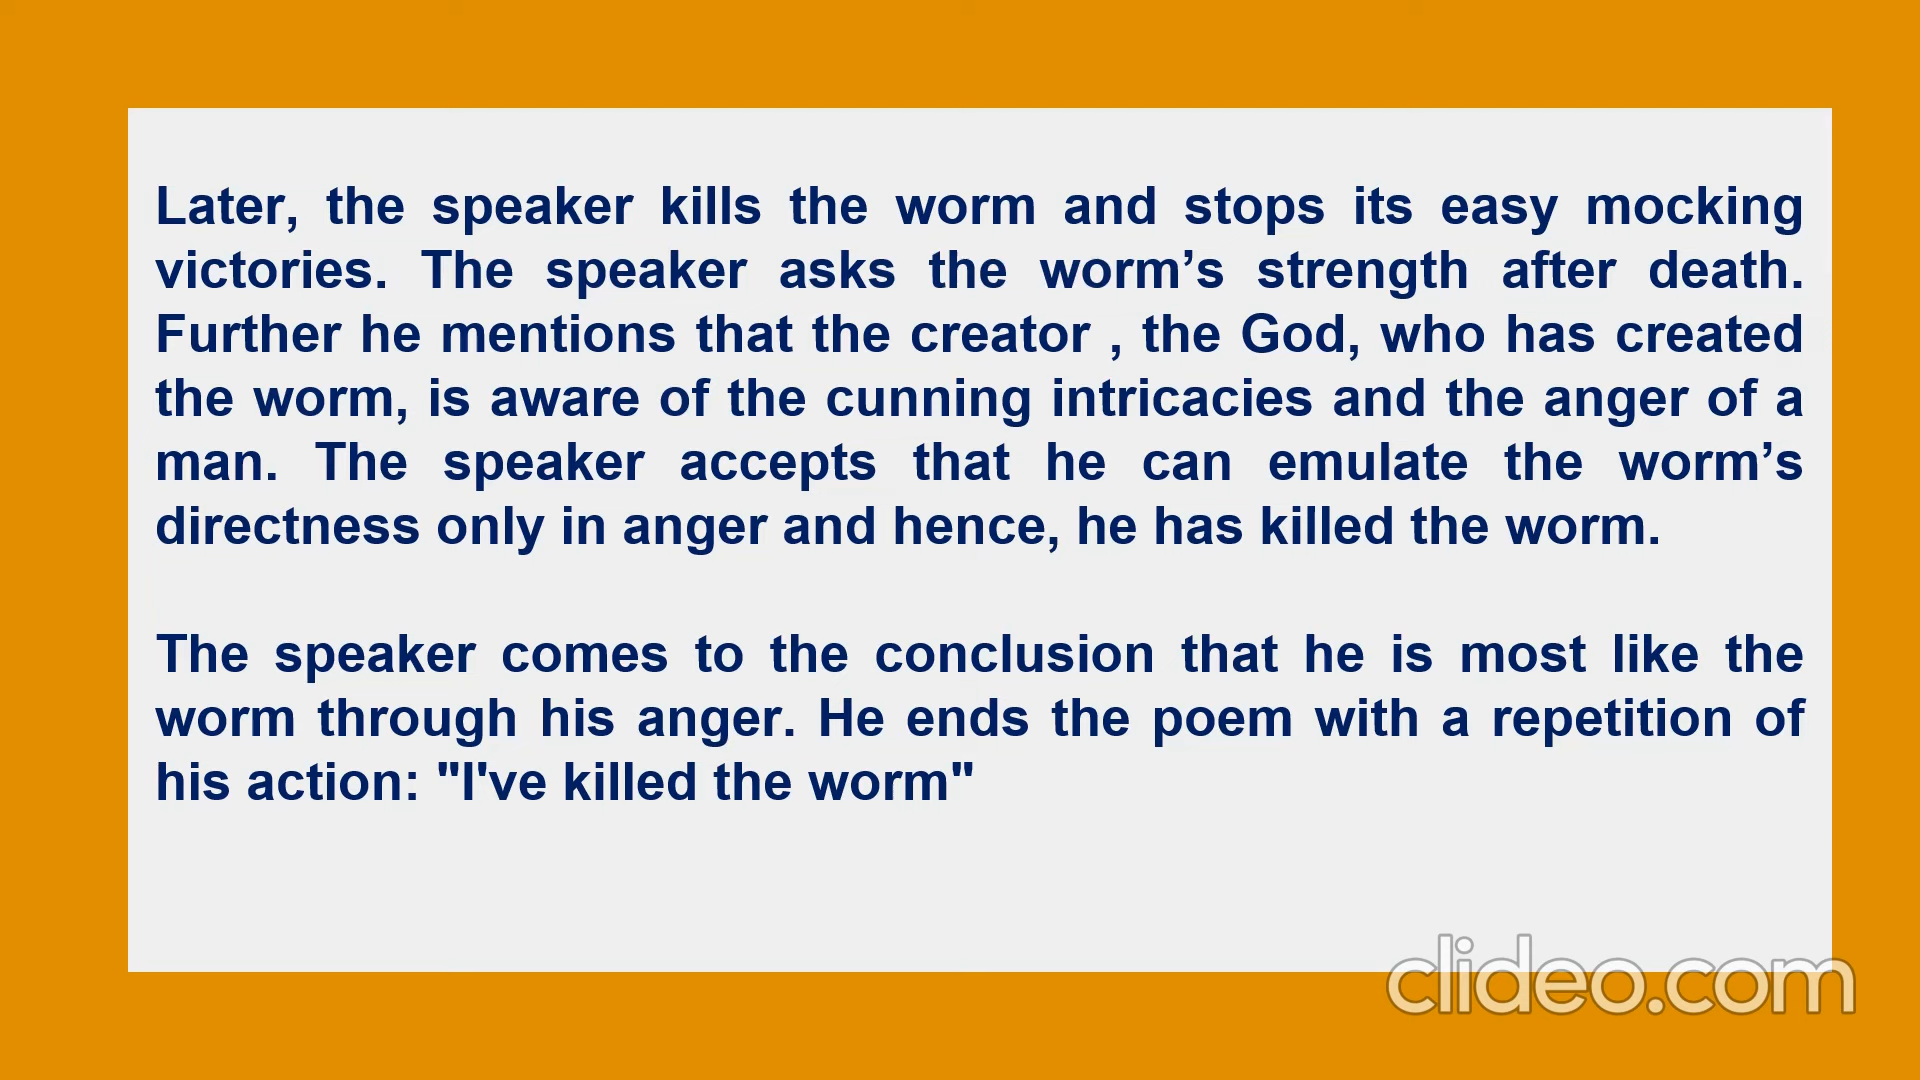 Later, the speaker kills the worm and stops its easy mocking
victories. The speaker asks the worm’s strength after death.
Further he mentions that the creator , the God, who has created
the worm, is aware of the cunning intricacies and the anger of a
man. The speaker accepts that he can emulate the worm’s
directness only in anger and hence, he has killed the worm.
The speaker comes to the conclusion that he is most like the
worm through his anger. He ends the poem with a repetition of
his action: "I've killed the worm"
clideo.com